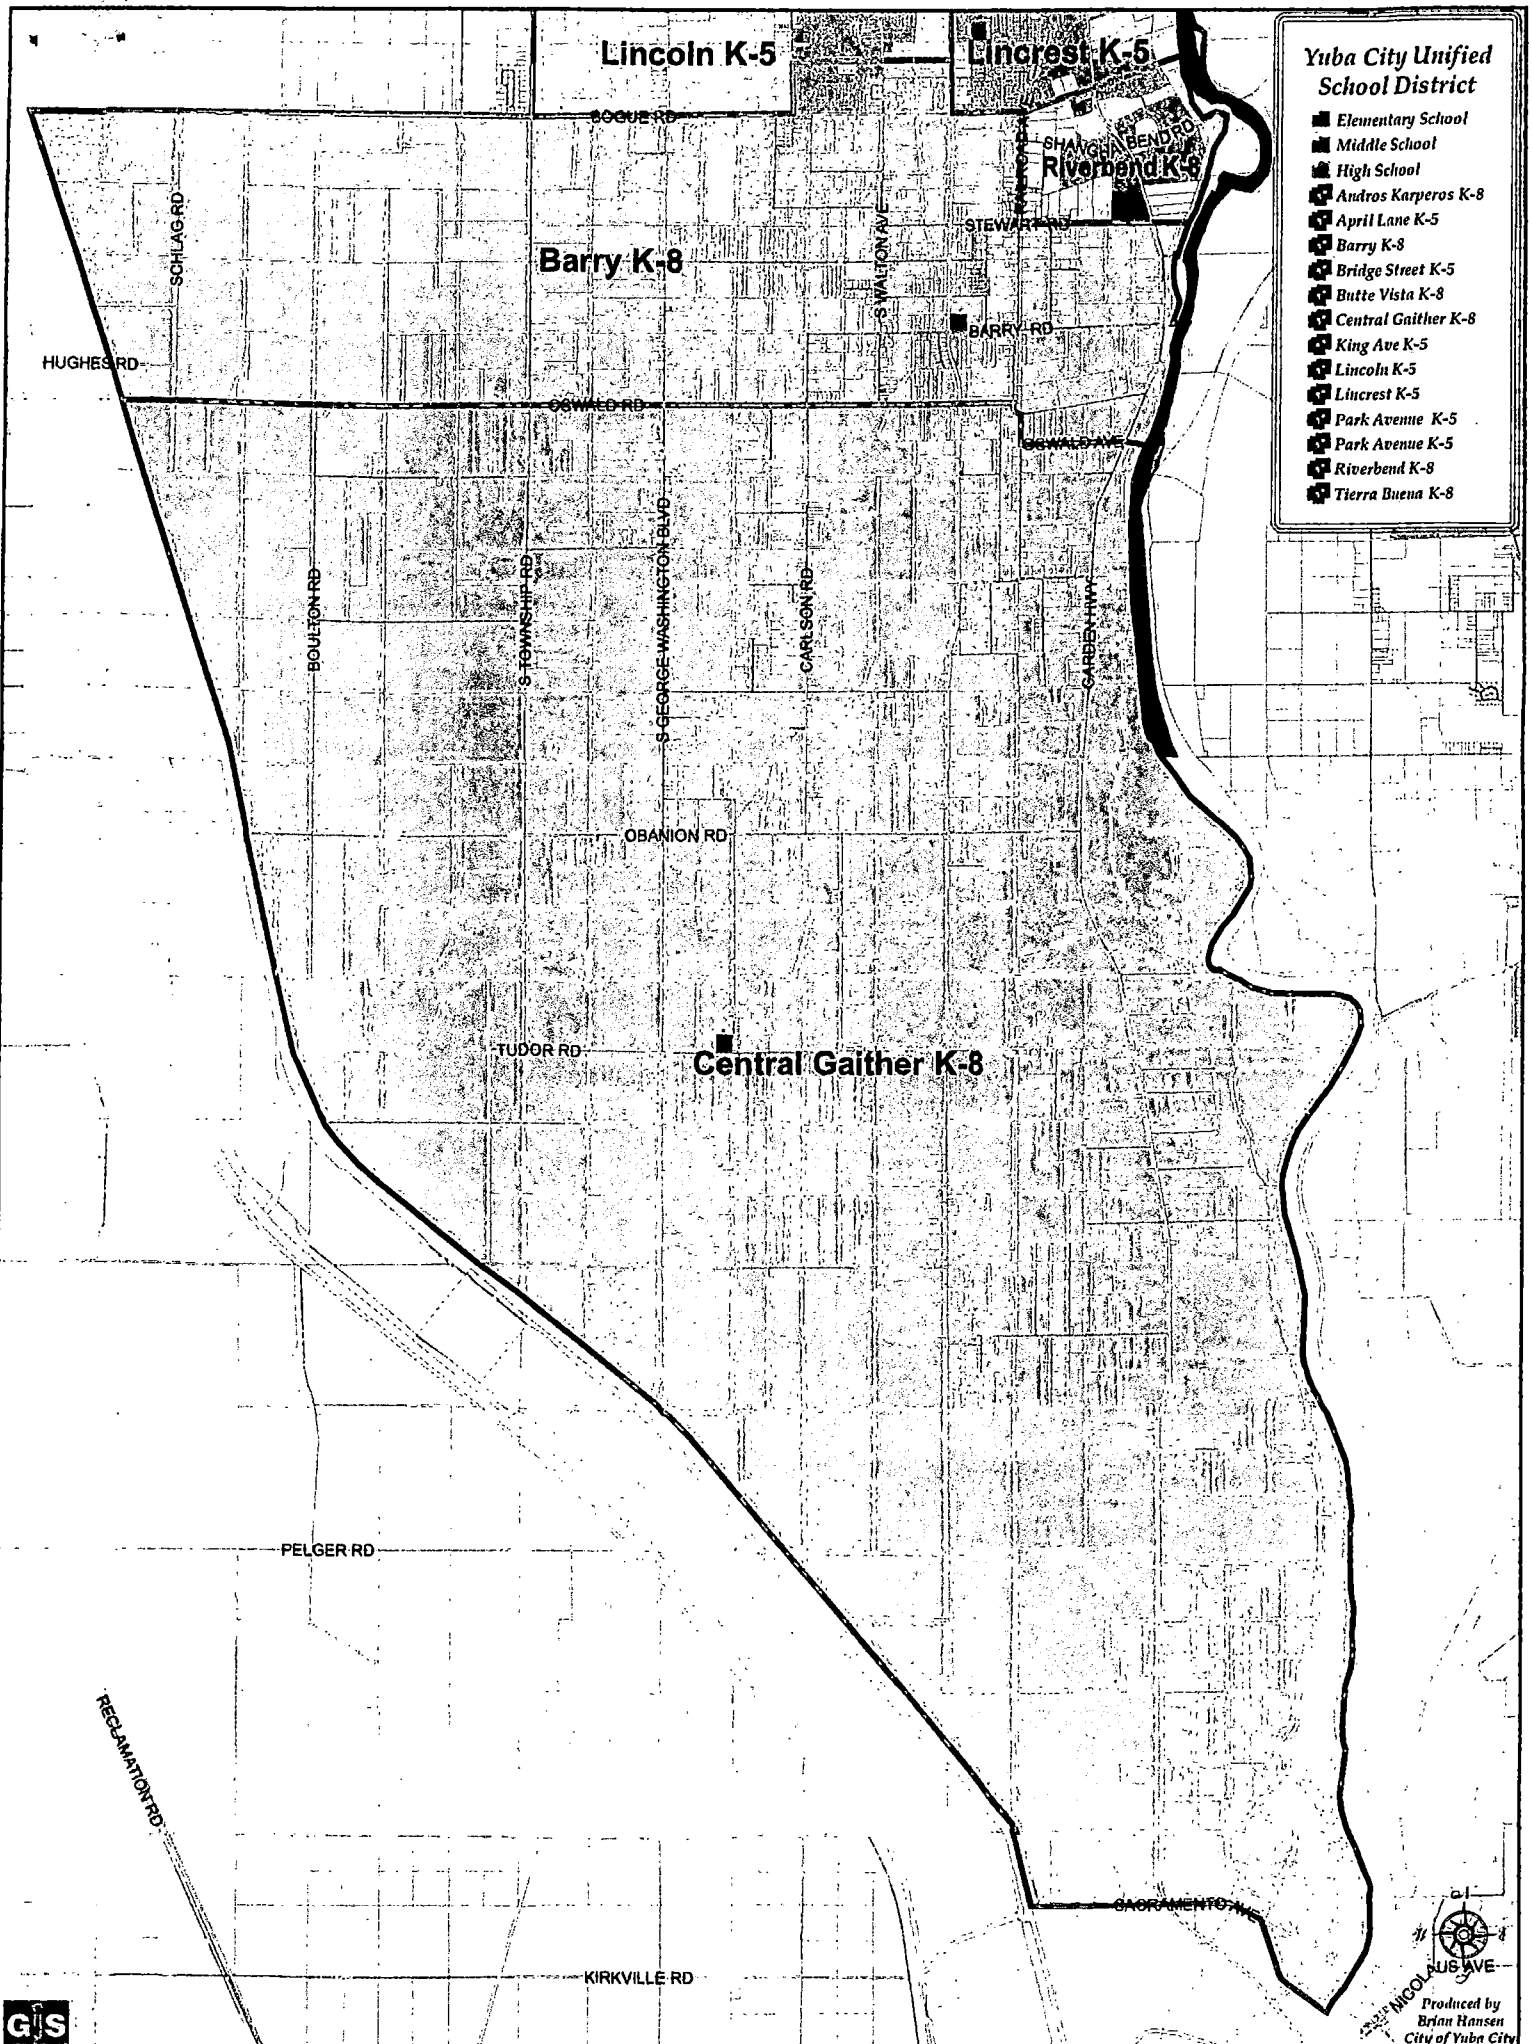 Lincoln K-5
Lincrest K-5
BOGUE RD
SHANGHAI BEND RD
Riverbend K-8
STEWART RD
SCHLAG RD
S WALTON AVE
Barry K-8
BARRY RD
HUGHES RD
OSWALD RD
OSWALD AVE
BOULTON RD
S TOWNSHIP RD
S GEORGE WASHINGTON BLVD
CARLSON RD
GARDEN HWY
OBANION RD
TUDOR RD
Central Gaither K-8
PELGER RD
RECLAMATION RD
SACRAMENTO AVE
KIRKVILLE RD
NICOLAUS AVE
Yuba City Unified
School District
Elementary School
Middle School
High School
Andros Karperos K-8
April Lane K-5
Barry K-8
Bridge Street K-5
Butte Vista K-8
Central Gaither K-8
King Ave K-5
Lincoln K-5
Lincrest K-5
Park Avenue K-5
Park Avenue K-5
Riverbend K-8
Tierra Buena K-8
Produced by
Brian Hansen
City of Yuba City
GIS